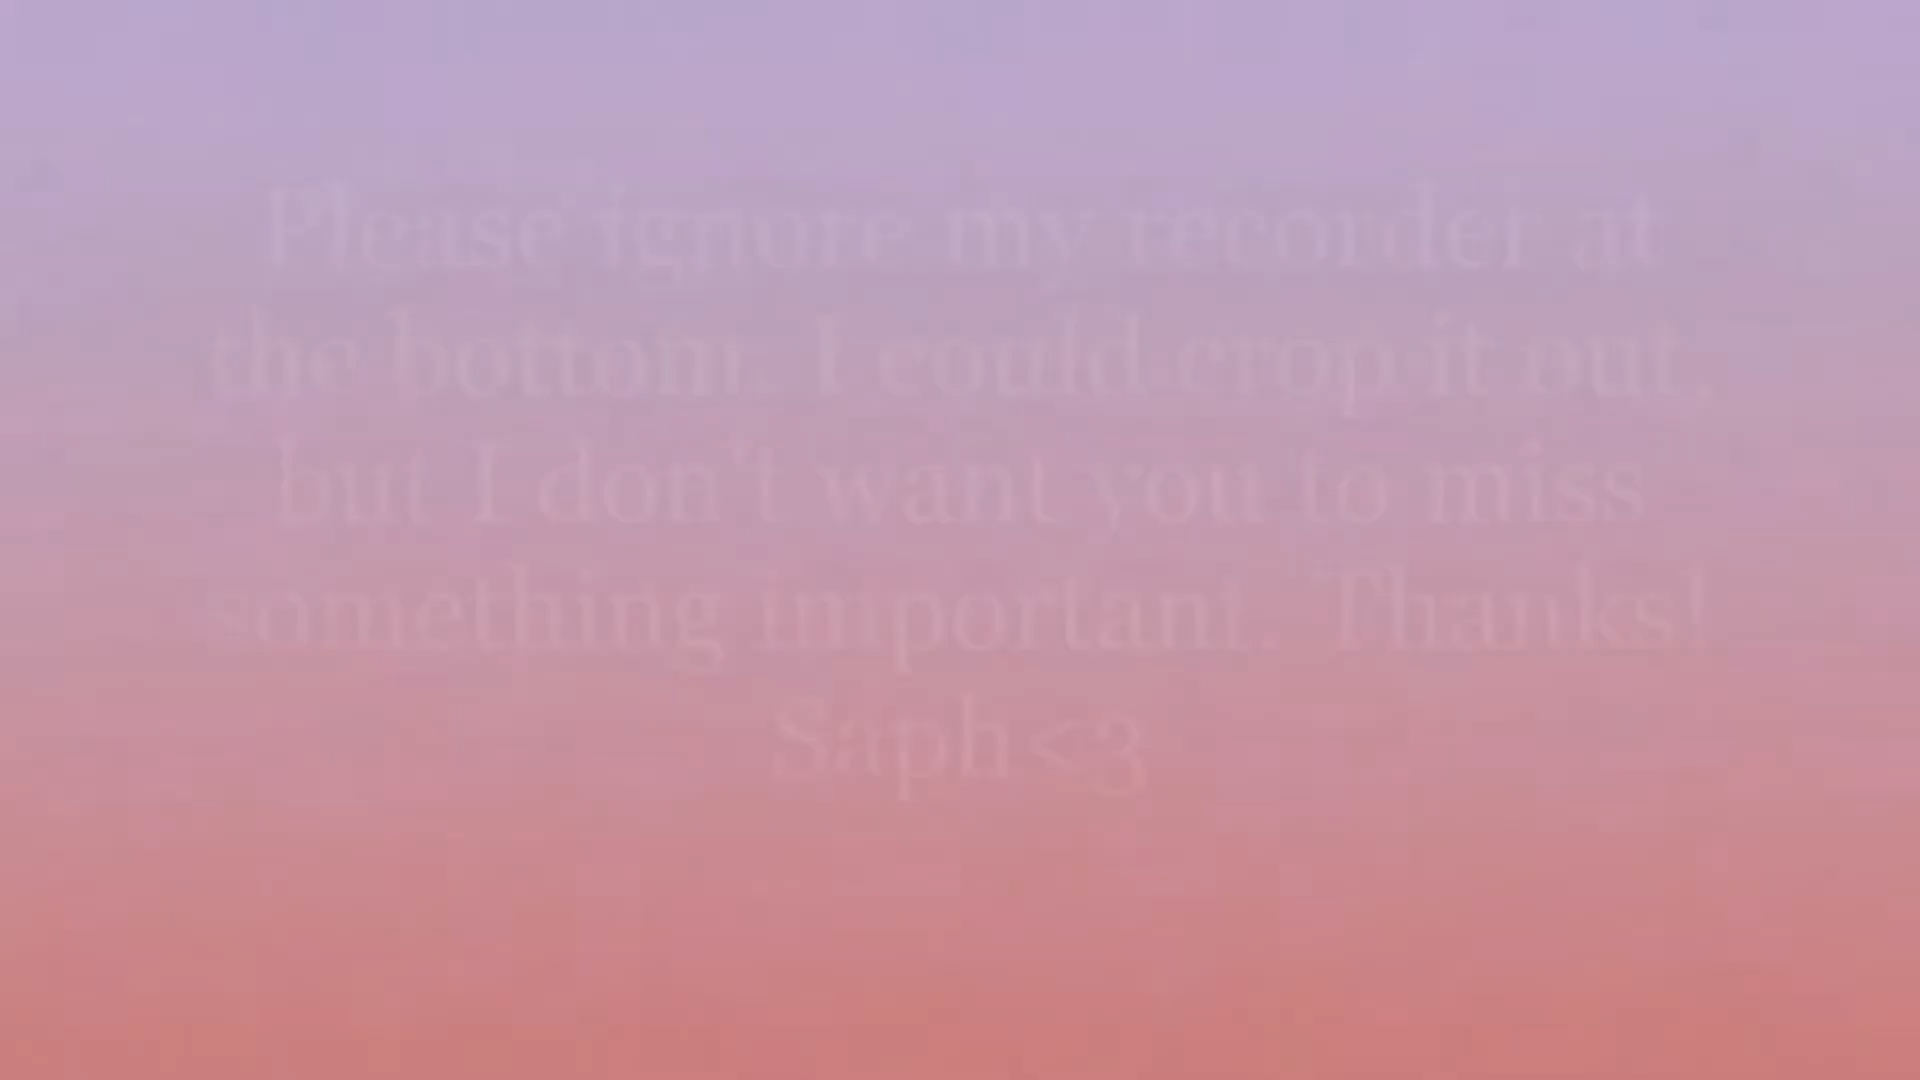 Please ignore my recorder at
the bottom. I could crop it out,
but I don't want you to miss
something important. Thanks!
Saph<3